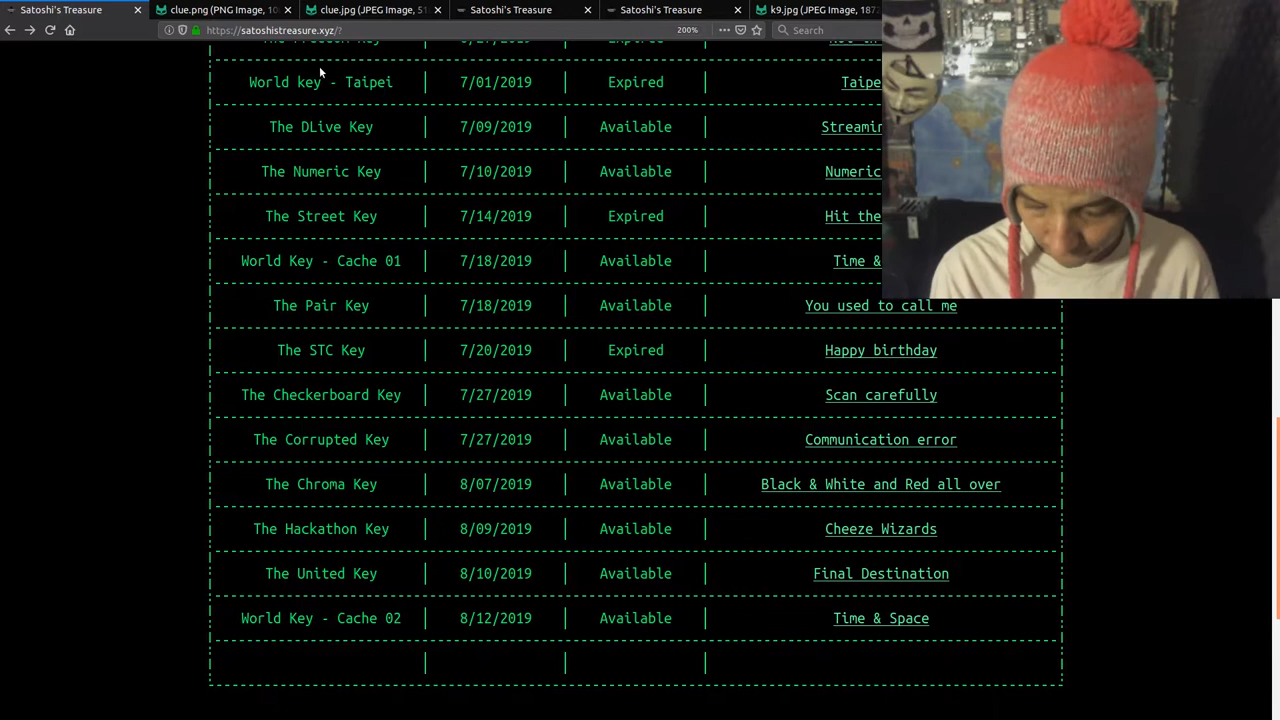 Satoshi's Treasure
clue.png (PNG Image, 10
clue.jpg (JPEG Image, 51
Satoshi's Treasure
Satoshi's Treasure
k9.jpg (JPEG Image, 187
https://satoshistreasure.xyz/?
200%
Search
World key - Taipei 7/01/2019 Expired Taipe
The DLive Key 7/09/2019 Available Streamin
The Numeric Key 7/10/2019 Available Numeric
The Street Key 7/14/2019 Expired Hit the
World Key - Cache 01 7/18/2019 Available Time &
The Pair Key 7/18/2019 Available You used to call me
The STC Key 7/20/2019 Expired Happy birthday
The Checkerboard Key 7/27/2019 Available Scan carefully
The Corrupted Key 7/27/2019 Available Communication error
The Chroma Key 8/07/2019 Available Black & White and Red all over
The Hackathon Key 8/09/2019 Available Cheeze Wizards
The United Key 8/10/2019 Available Final Destination
World Key - Cache 02 8/12/2019 Available Time & Space